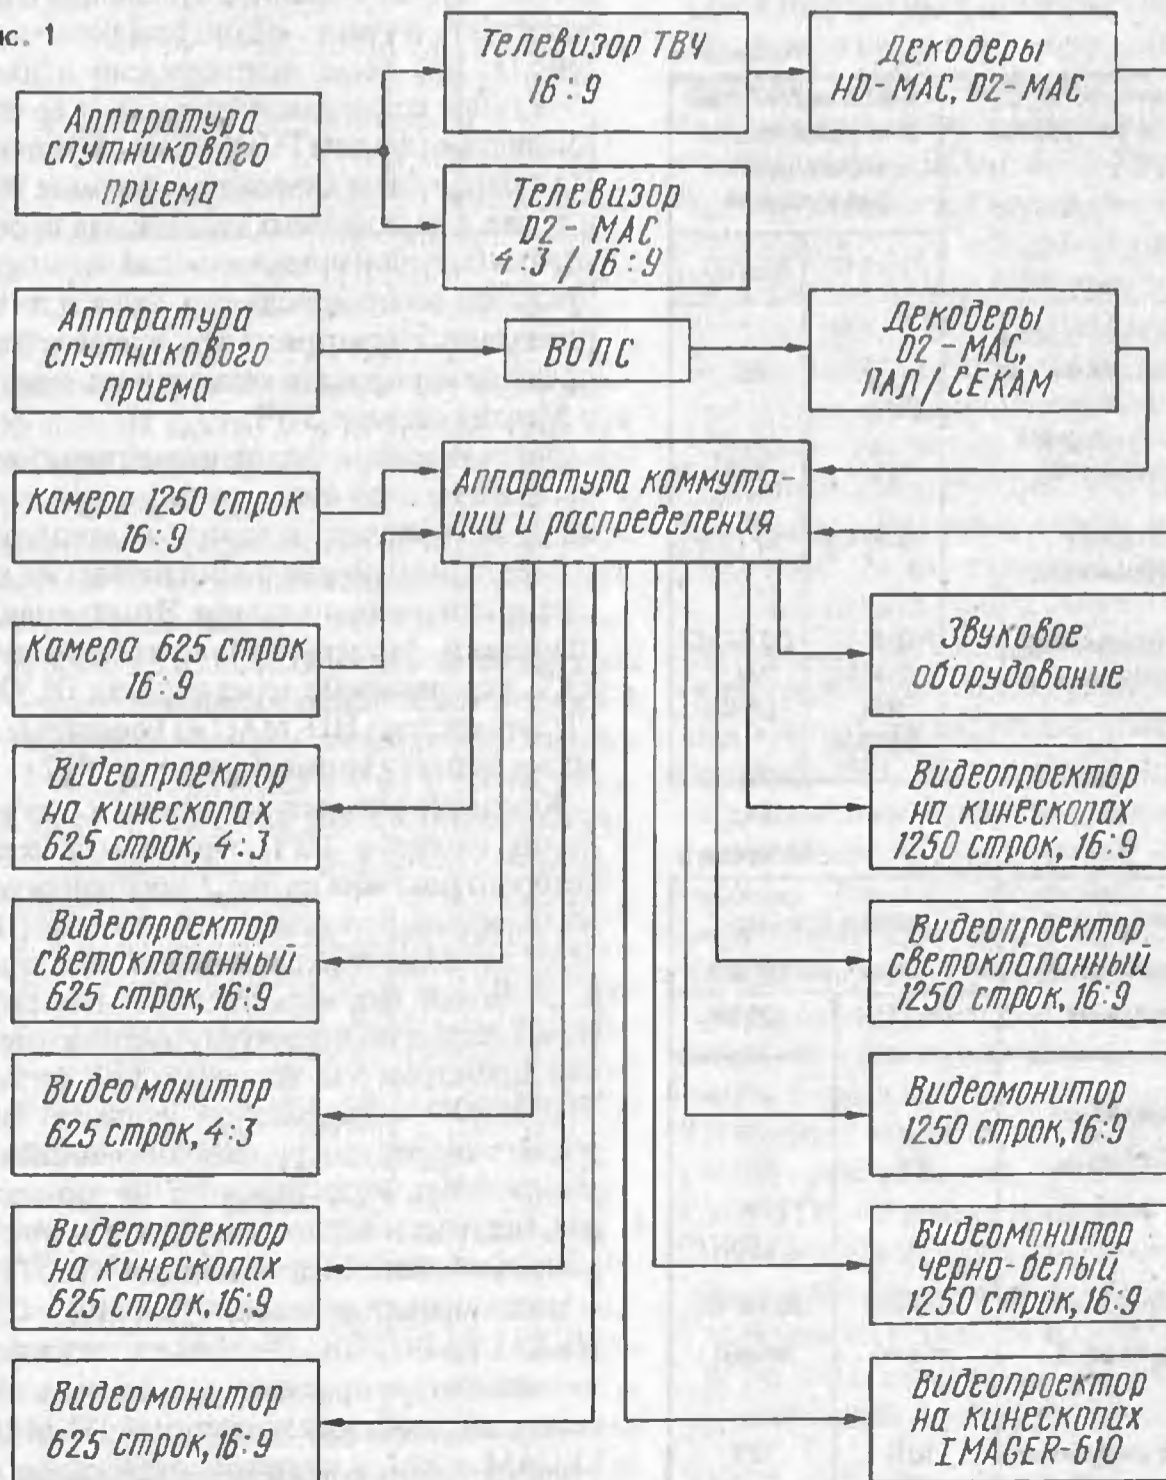 ис. 1
Телевизор ТВЧ
16:9
Декодеры
HD-MAC, D2-MAC
Аппаратура
спутникового
приема
Телевизор
D2-MAC
4:3/16:9
Аппаратура
спутникового
приема
ВОЛС
Декодеры
D2-MAC,
ПАЛ/СЕКАМ
Камера 1250 строк
16:9
Аппаратура коммута-
ции и распределения
Камера 625 строк
16:9
Звуковое
оборудование
Видеопроектор
на кинескопах
625 строк, 4:3
Видеопроектор
на кинескопах
1250 строк, 16:9
Видеопроектор
светоклапанный
625 строк, 16:9
Видеопроектор
светоклапанный
1250 строк, 16:9
Видеомонитор
625 строк, 4:3
Видеомонитор
1250 строк, 16:9
Видеопроектор
на кинескопах
625 строк, 16:9
Видеомонитор
черно-белый
1250 строк, 16:9
Видеомонитор
625 строк, 16:9
Видеопроектор
на кинескопах
IMAGER-610